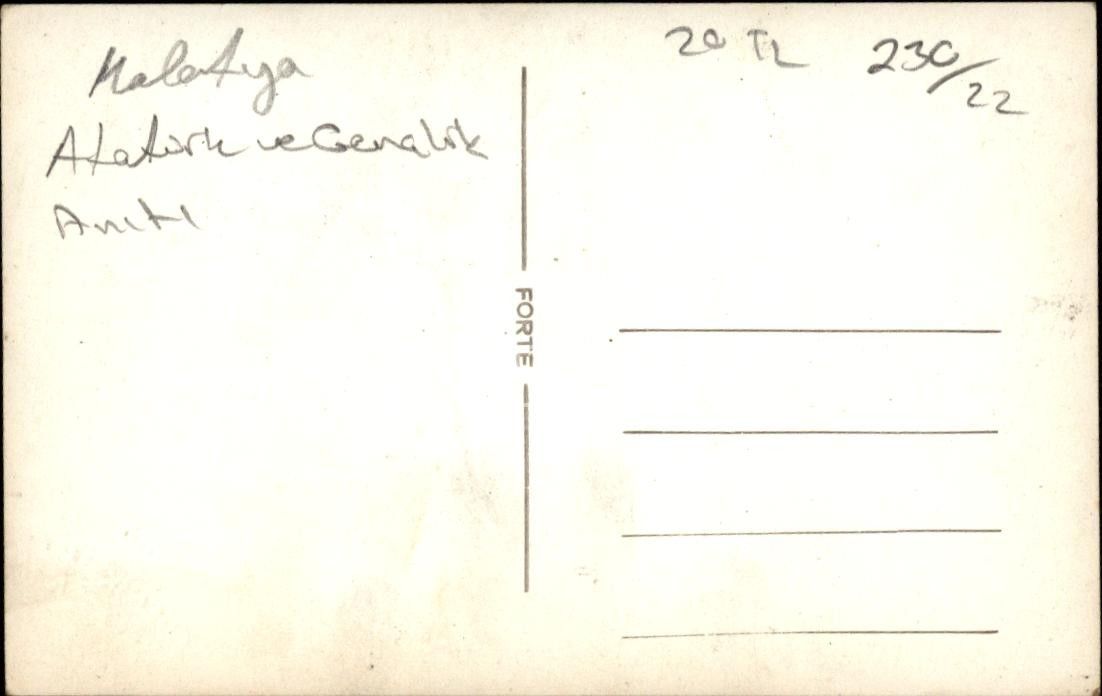 Malatya
Atatürk ve Gençlik
Anıtı
20 TL
230/22
FORTE